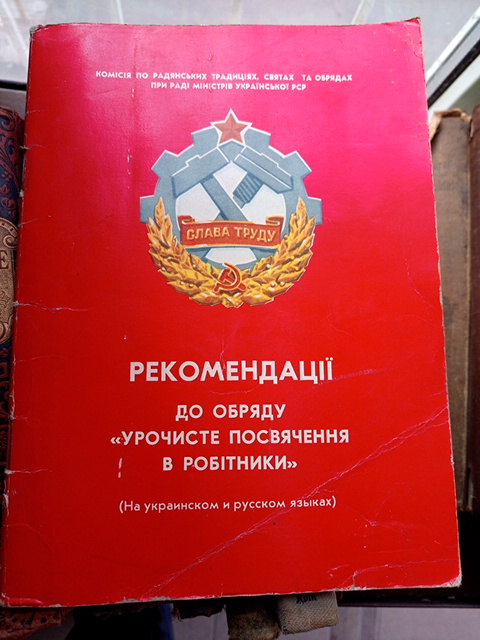 КОМІСІЯ ПО РАДЯНСЬКИХ ТРАДИЦІЯХ, СВЯТАХ ТА ОБРЯДАХ
ПРИ РАДІ МІНІСТРІВ УКРАЇНСЬКОЇ РСР
СЛАВА ТРУДУ
РЕКОМЕНДАЦІЇ
ДО ОБРЯДУ
«УРОЧИСТЕ ПОСВЯЧЕННЯ
В РОБІТНИКИ»
(На украинском и русском языках)